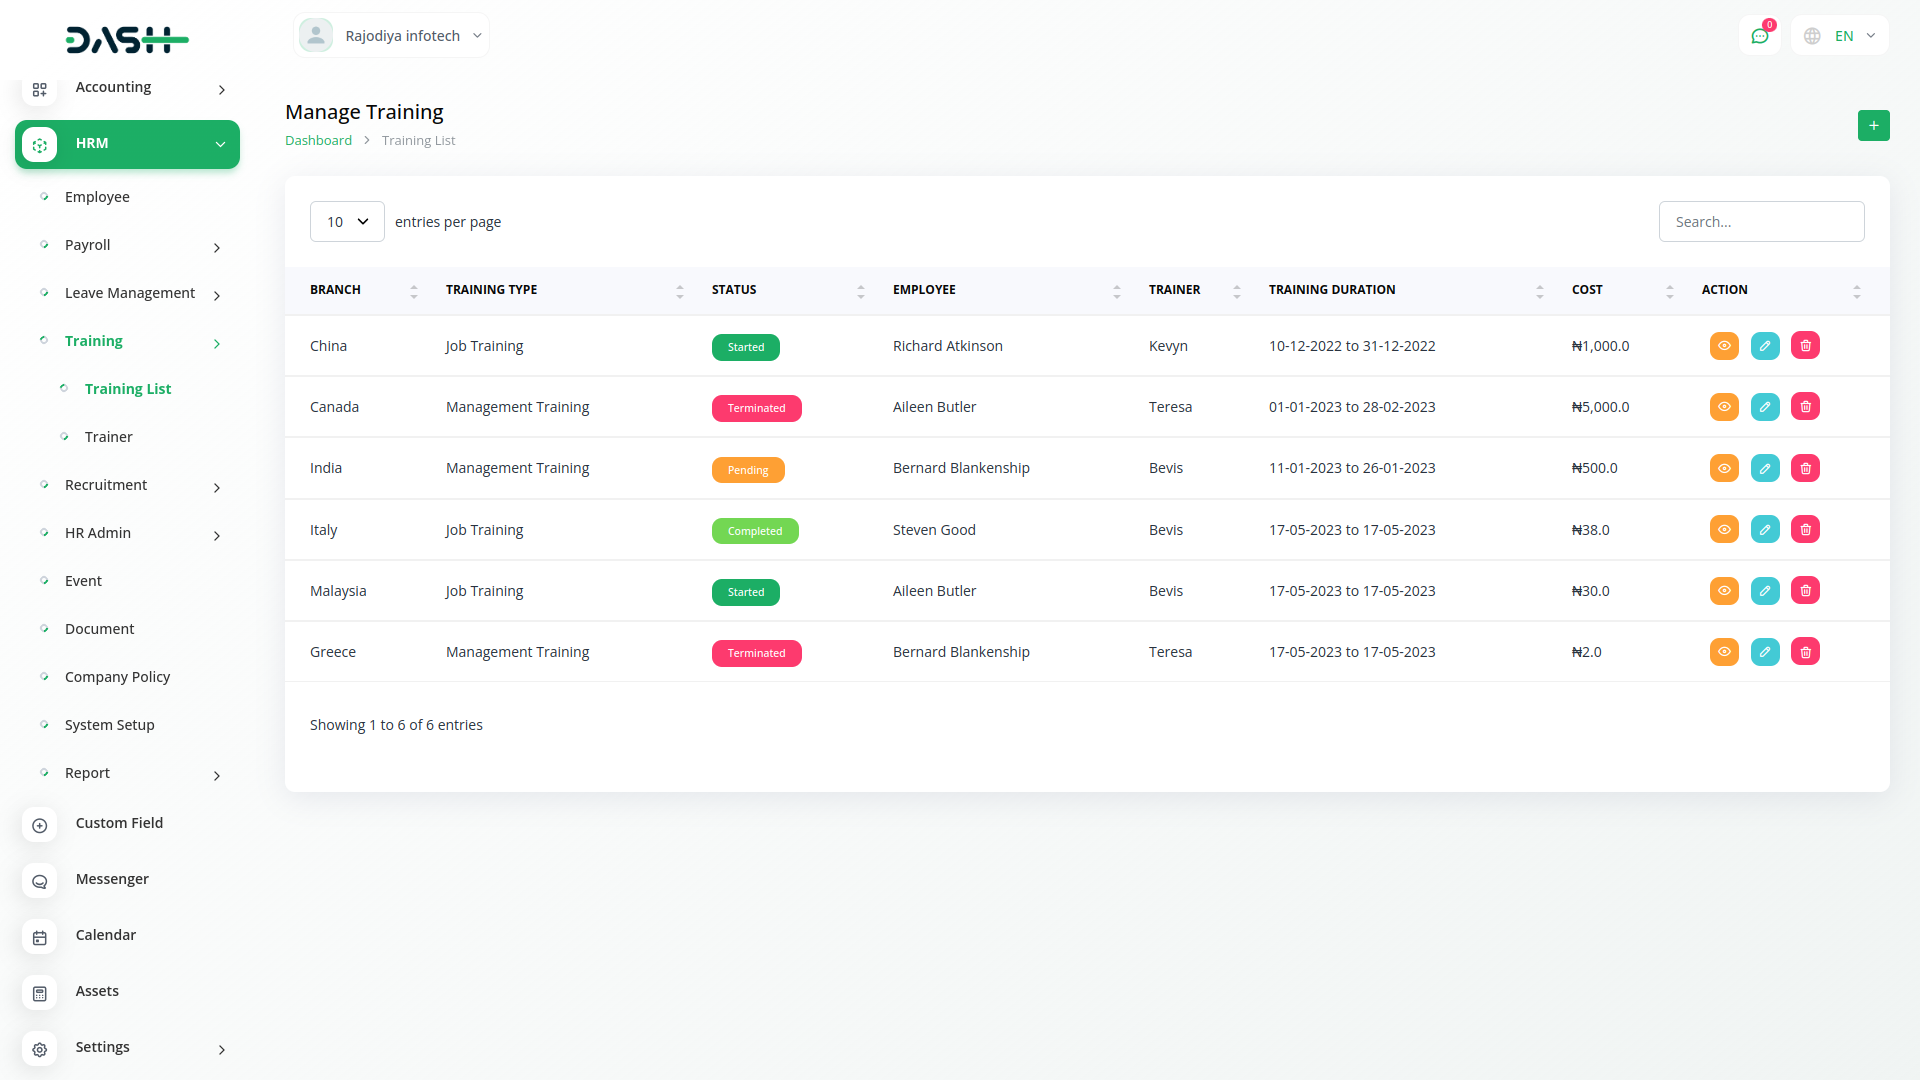 DASH
Rajodiya infotech
0
EN
Accounting
HRM
Employee
Payroll
Leave Management
Training
Training List
Trainer
Recruitment
HR Admin
Event
Document
Company Policy
System Setup
Report
Custom Field
Messenger
Calendar
Assets
Settings
Manage Training
Dashboard > Training List
+
10 entries per page
Search...
BRANCH TRAINING TYPE STATUS EMPLOYEE TRAINER TRAINING DURATION COST ACTION
China Job Training Started Richard Atkinson Kevyn 10-12-2022 to 31-12-2022 ₦1,000.0
Canada Management Training Terminated Aileen Butler Teresa 01-01-2023 to 28-02-2023 ₦5,000.0
India Management Training Pending Bernard Blankenship Bevis 11-01-2023 to 26-01-2023 ₦500.0
Italy Job Training Completed Steven Good Bevis 17-05-2023 to 17-05-2023 ₦38.0
Malaysia Job Training Started Aileen Butler Bevis 17-05-2023 to 17-05-2023 ₦30.0
Greece Management Training Terminated Bernard Blankenship Teresa 17-05-2023 to 17-05-2023 ₦2.0
Showing 1 to 6 of 6 entries